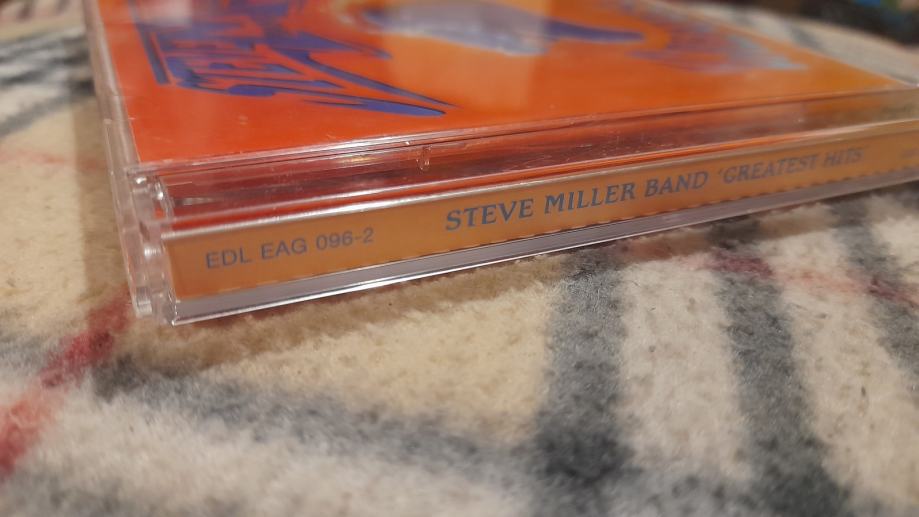 EDL EAG 096-2
STEVE MILLER BAND 'GREATEST HITS'